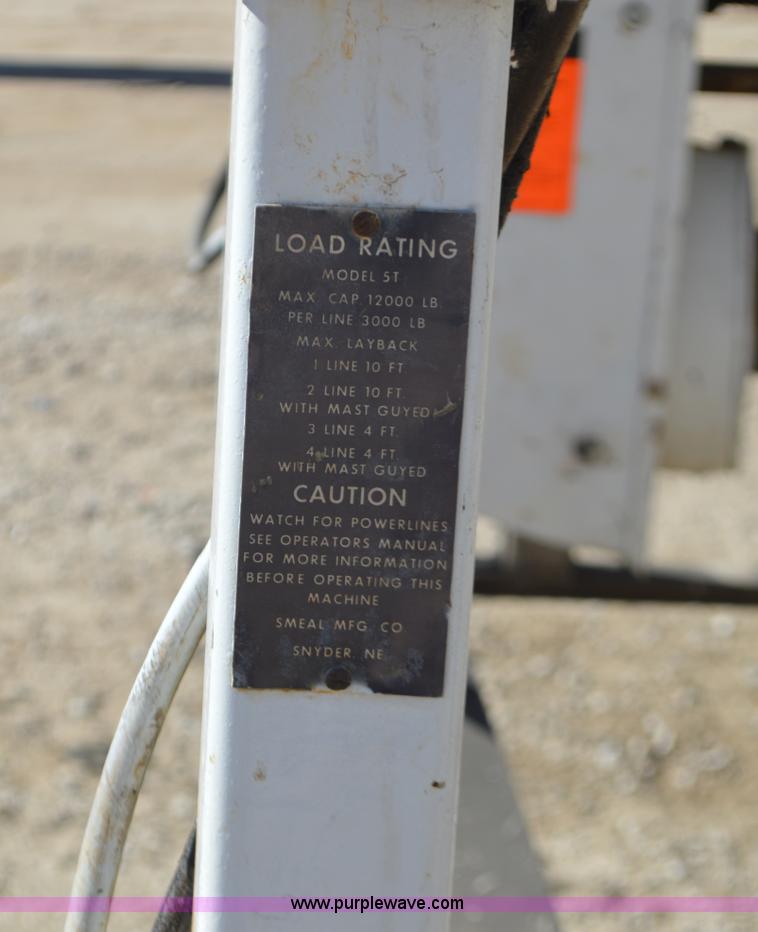 LOAD RATING
MODEL 5T
MAX. CAP. 12000 LB.
PER LINE 3000 LB
MAX. LAYBACK
1 LINE 10 FT
2 LINE 10 FT.
WITH MAST GUYED
3 LINE 4 FT.
4 LINE 4 FT.
WITH MAST GUYED
CAUTION
WATCH FOR POWERLINES
SEE OPERATORS MANUAL
FOR MORE INFORMATION
BEFORE OPERATING THIS
MACHINE
SMEAL MFG. CO.
SNYDER, NE.
www.purplewave.com